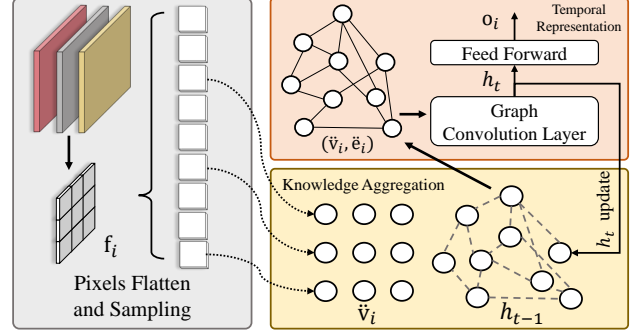 f_i
Pixels Flatten
and Sampling
Temporal
Representation
o_i
Feed Forward
h_t
Graph
Convolution Layer
(v̈_i, ë_i)
Knowledge Aggregation
v̈_i
h_{t-1}
h_t update